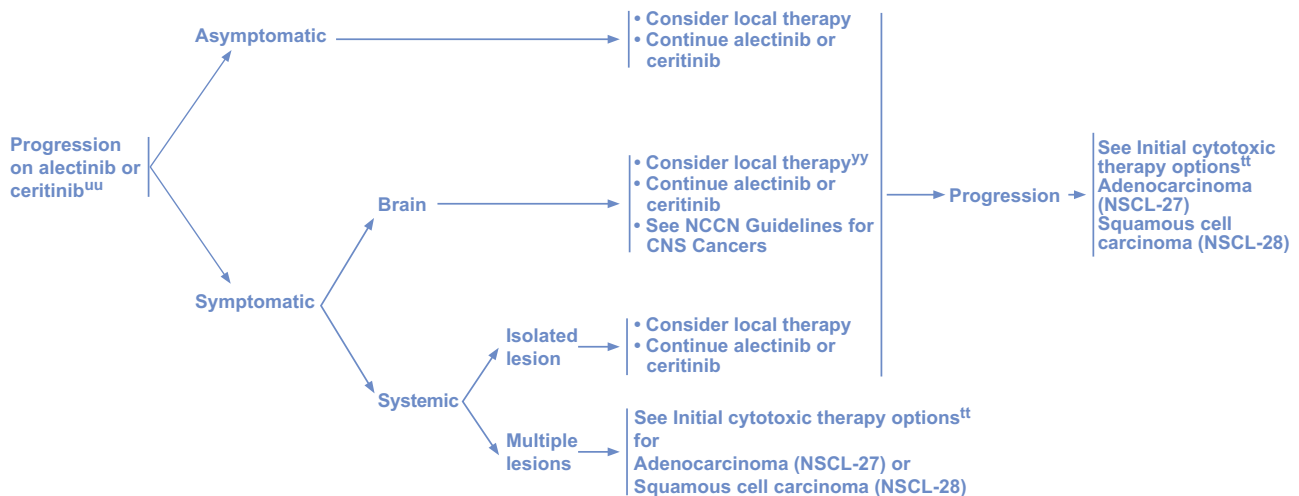 Asymptomatic
• Consider local therapy
• Continue alectinib or
ceritinib
Progression
on alectinib or
ceritinibuu
Brain
• Consider local therapyyy
• Continue alectinib or
ceritinib
• See NCCN Guidelines for
CNS Cancers
Progression
See Initial cytotoxic
therapy optionstt
Adenocarcinoma
(NSCL-27)
Squamous cell
carcinoma (NSCL-28)
Symptomatic
Isolated
lesion
• Consider local therapy
• Continue alectinib or
ceritinib
Systemic
Multiple
lesions
See Initial cytotoxic therapy optionstt
for
Adenocarcinoma (NSCL-27) or
Squamous cell carcinoma (NSCL-28)